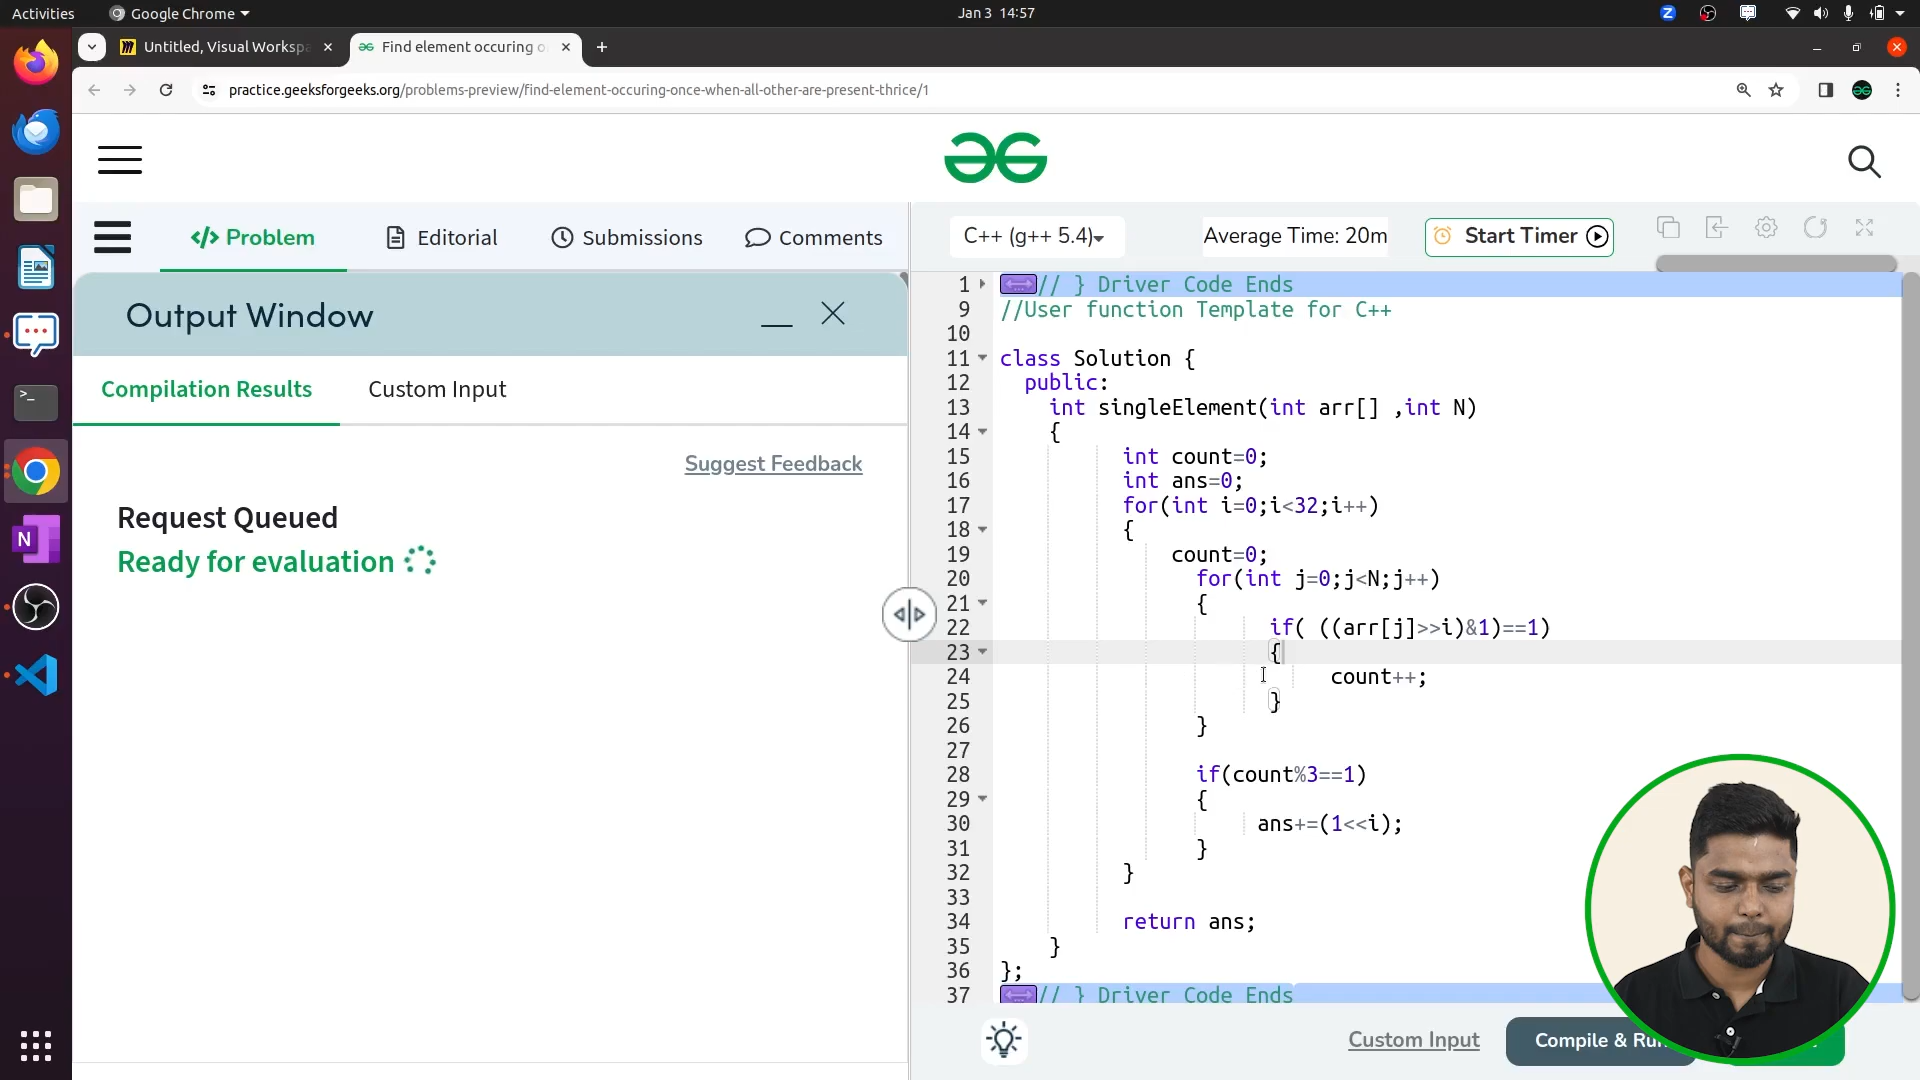 Activities
Google Chrome
Jan 3 14:57
Untitled, Visual Workspa
Find element occuring o
practice.geeksforgeeks.org/problems-preview/find-element-occuring-once-when-all-other-are-present-thrice/1
Problem
Editorial
Submissions
Comments
C++ (g++ 5.4)
Average Time: 20m
Start Timer
Output Window
Compilation Results
Custom Input
Suggest Feedback
Request Queued
Ready for evaluation
1 // } Driver Code Ends
9 //User function Template for C++
10
11 class Solution {
12 public:
13 int singleElement(int arr[] ,int N)
14 {
15 int count=0;
16 int ans=0;
17 for(int i=0;i<32;i++)
18 {
19 count=0;
20 for(int j=0;j<N;j++)
21 {
22 if( ((arr[j]>>i)&1)==1)
23 {
24 count++;
25 }
26 }
27
28 if(count%3==1)
29 {
30 ans+=(1<<i);
31 }
32 }
33
34 return ans;
35 }
36 };
37 // } Driver Code Ends
Custom Input
Compile & Run